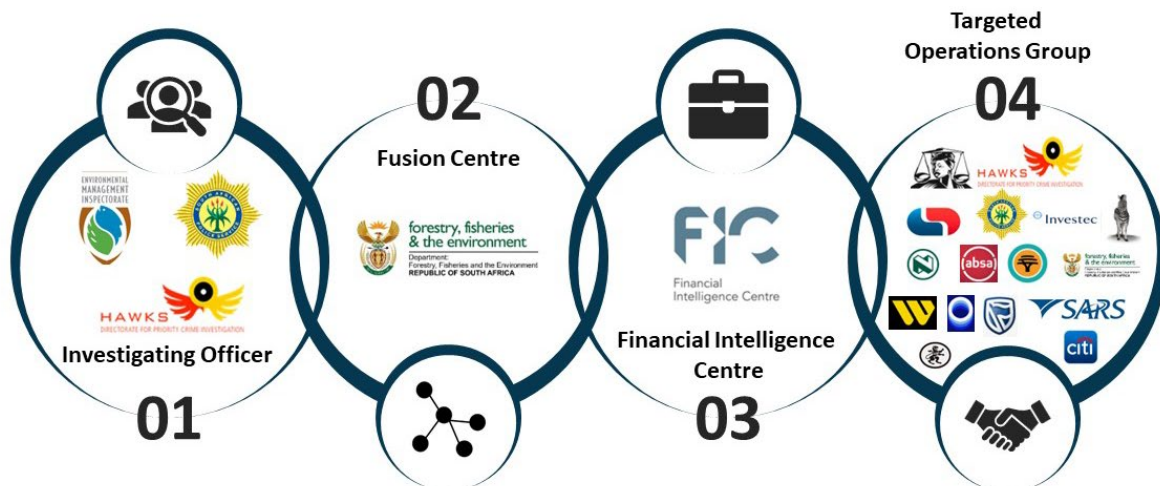 ENVIRONMENTAL
MANAGEMENT
INSPECTORATE
HAWKS
DIRECTORATE FOR PRIORITY CRIME INVESTIGATION
Investigating Officer
01
02
Fusion Centre
forestry, fisheries
& the environment
Department:
Forestry, Fisheries and the Environment
REPUBLIC OF SOUTH AFRICA
FIC
Financial
Intelligence Centre
Financial Intelligence
Centre
03
Targeted
Operations Group
04
HAWKS
DIRECTORATE FOR PRIORITY CRIME INVESTIGATION
Investec
absa
forestry, fisheries
& the environment
SARS
citi